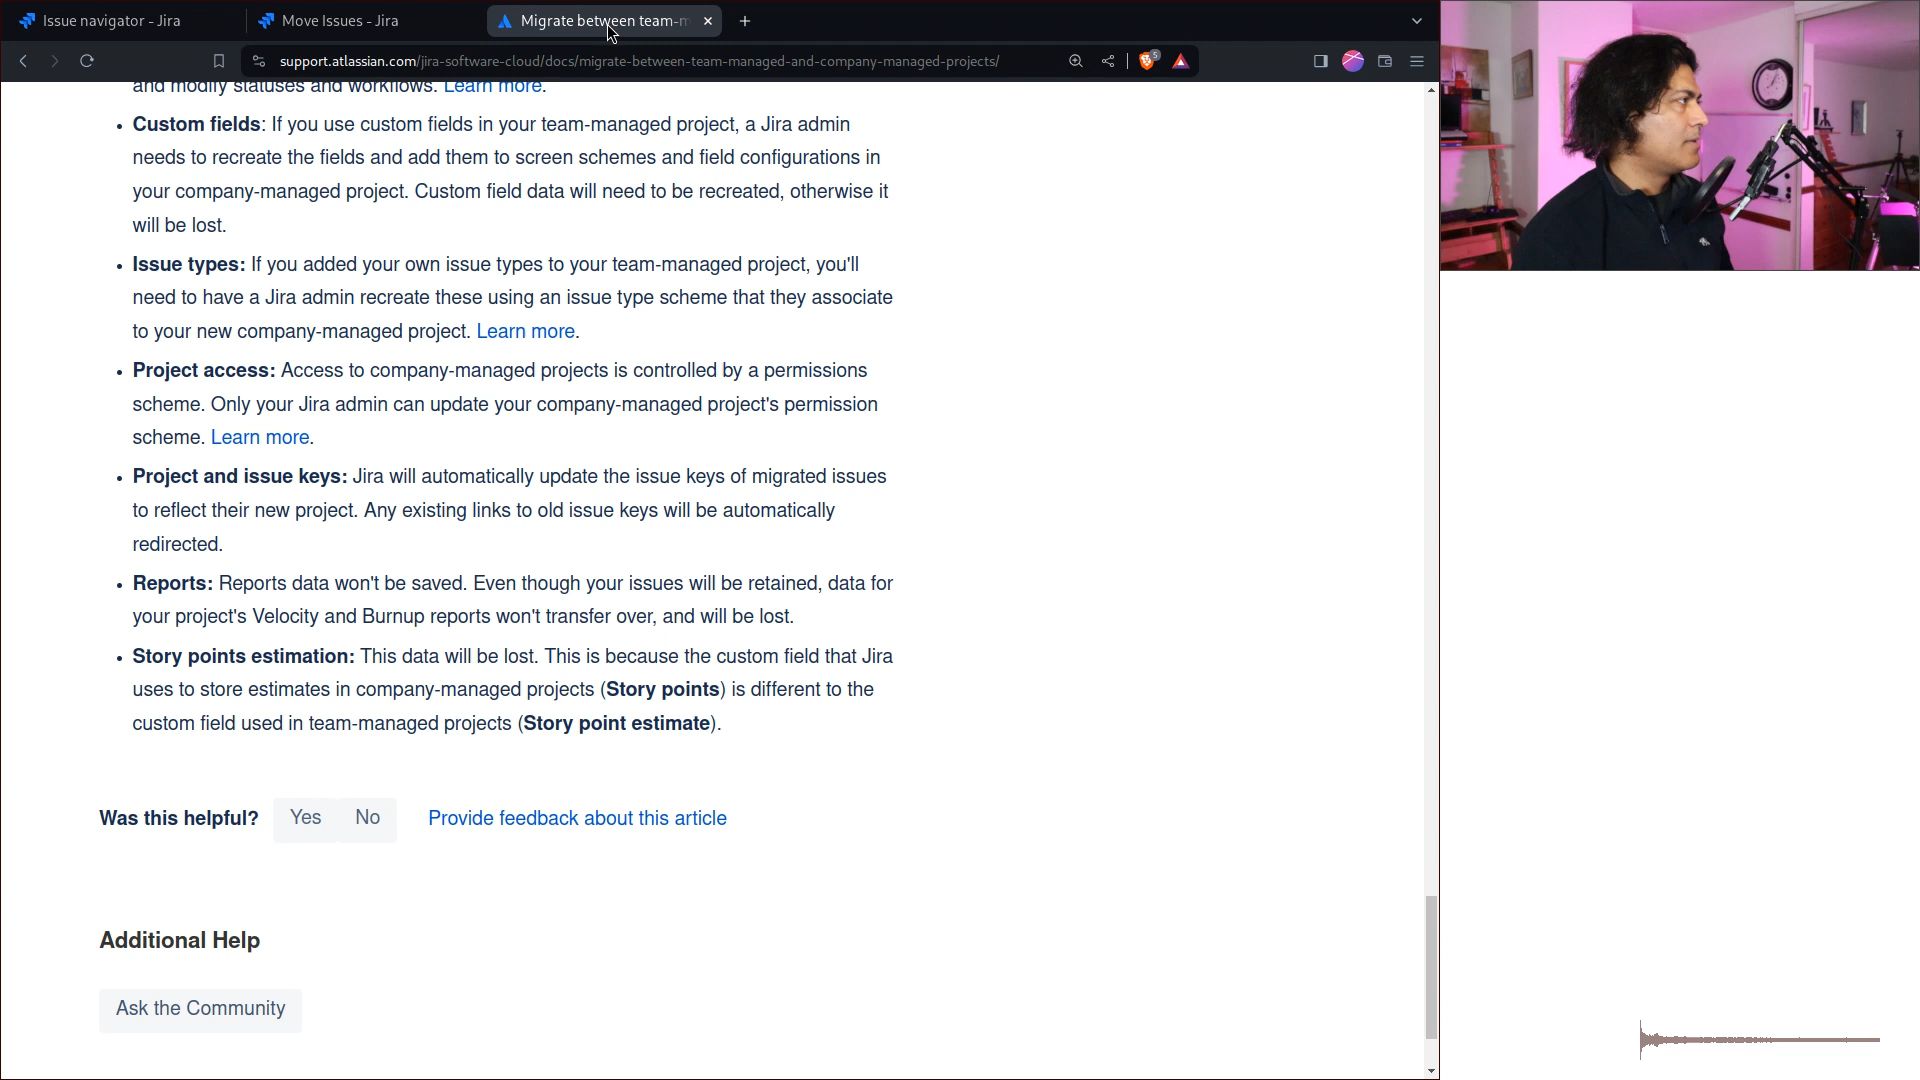 Issue navigator - Jira
Move Issues - Jira
Migrate between team-m
support.atlassian.com/jira-software-cloud/docs/migrate-between-team-managed-and-company-managed-projects/
5
and modify statuses and workflows. Learn more.
• Custom fields: If you use custom fields in your team-managed project, a Jira admin
needs to recreate the fields and add them to screen schemes and field configurations in
your company-managed project. Custom field data will need to be recreated, otherwise it
will be lost.
• Issue types: If you added your own issue types to your team-managed project, you'll
need to have a Jira admin recreate these using an issue type scheme that they associate
to your new company-managed project. Learn more.
• Project access: Access to company-managed projects is controlled by a permissions
scheme. Only your Jira admin can update your company-managed project's permission
scheme. Learn more.
• Project and issue keys: Jira will automatically update the issue keys of migrated issues
to reflect their new project. Any existing links to old issue keys will be automatically
redirected.
• Reports: Reports data won't be saved. Even though your issues will be retained, data for
your project's Velocity and Burnup reports won't transfer over, and will be lost.
• Story points estimation: This data will be lost. This is because the custom field that Jira
uses to store estimates in company-managed projects (Story points) is different to the
custom field used in team-managed projects (Story point estimate).
Was this helpful? Yes No Provide feedback about this article
Additional Help
Ask the Community